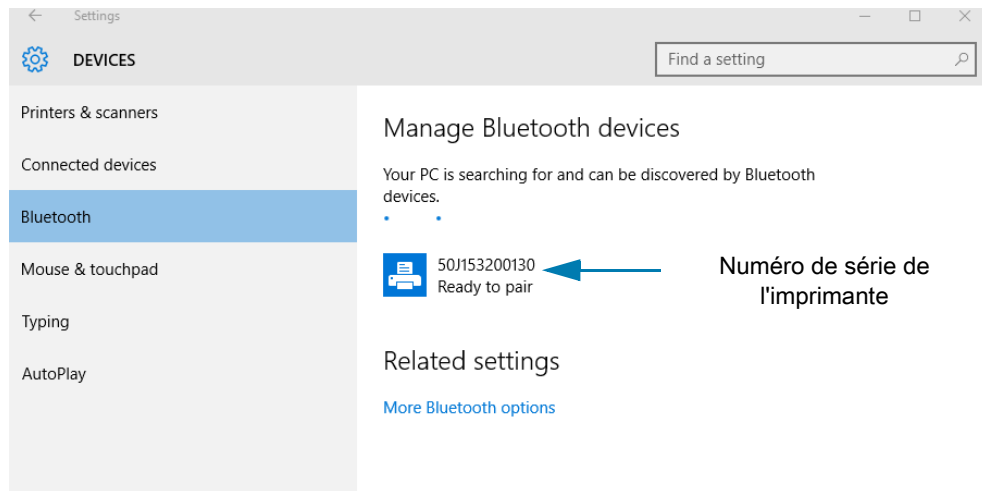 Settings
DEVICES
Find a setting
Printers & scanners
Connected devices
Bluetooth
Mouse & touchpad
Typing
AutoPlay
Manage Bluetooth devices
Your PC is searching for and can be discovered by Bluetooth
devices.
50J153200130
Ready to pair
Numéro de série de
l'imprimante
Related settings
More Bluetooth options